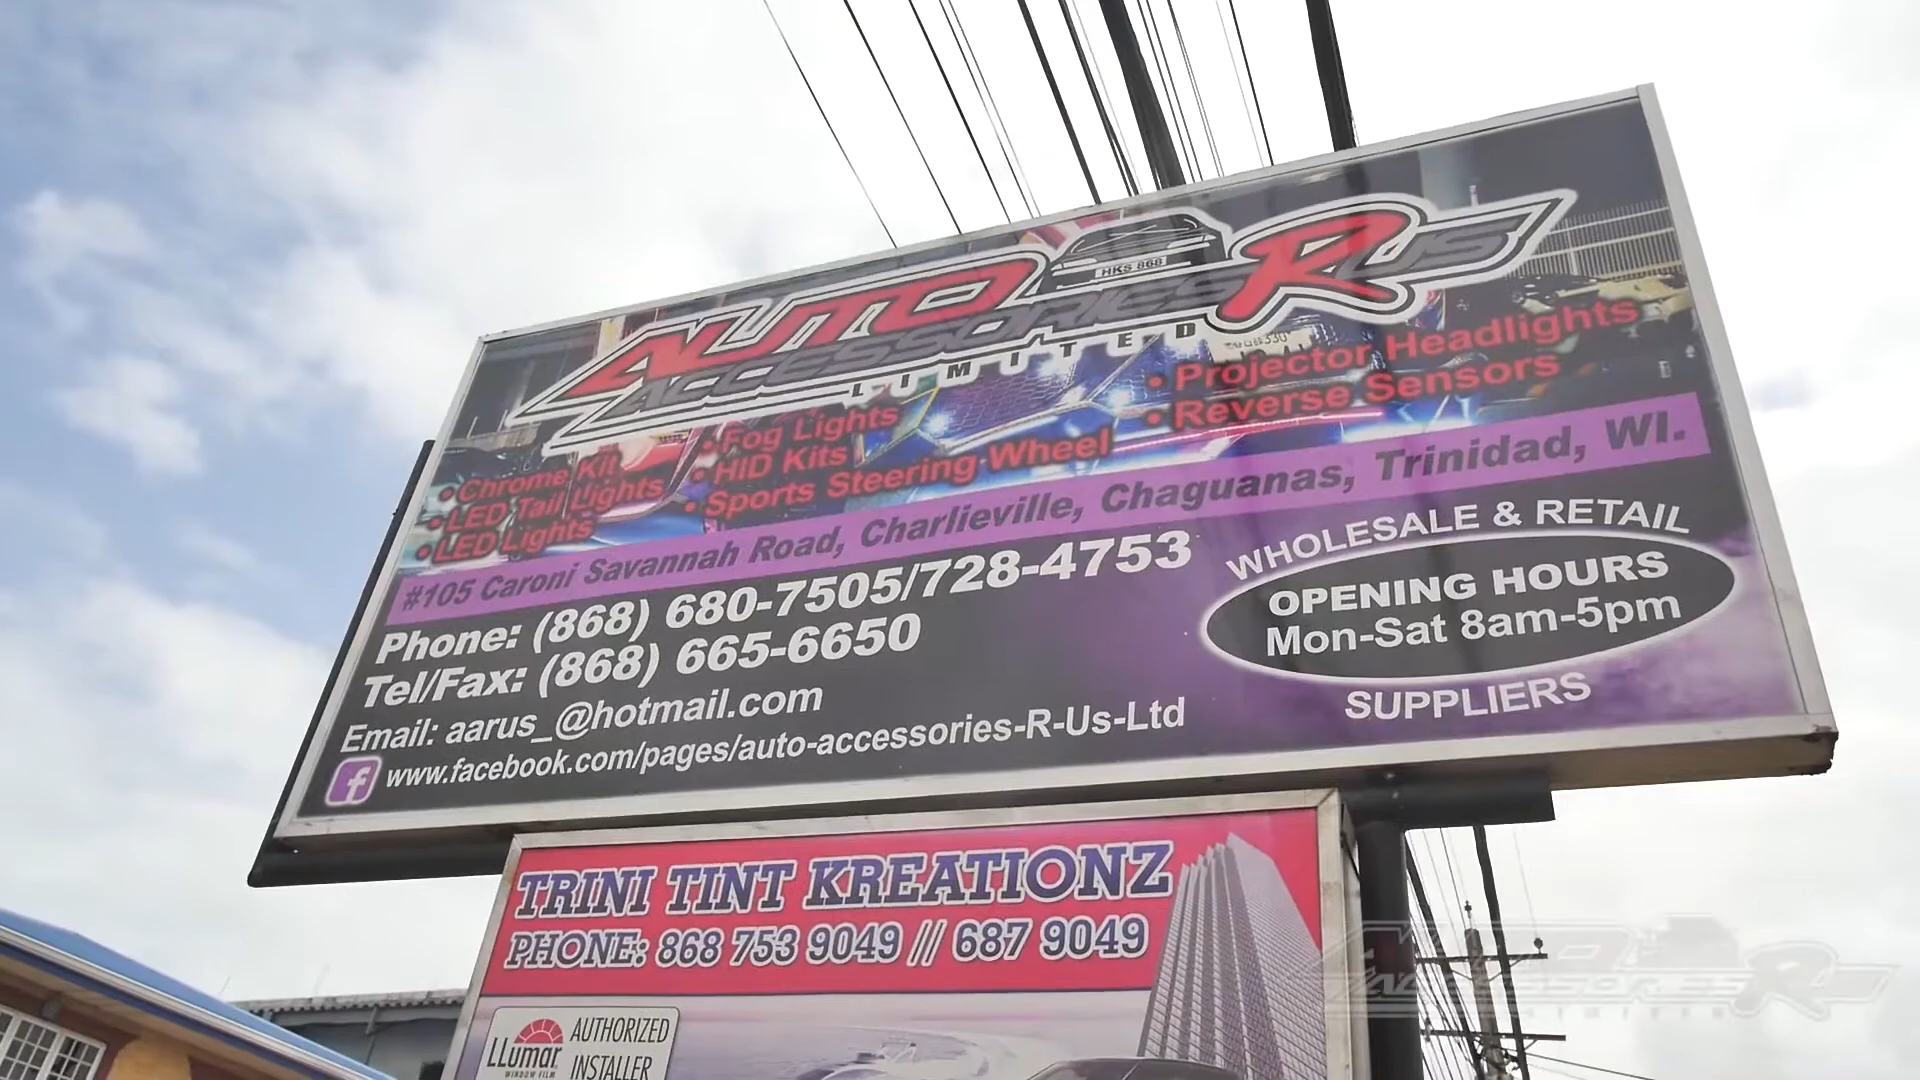 AUTO
ACCESSORIES R US
LIMITED
HKS 868
• Chrome Kit
• LED Tail Lights
• LED Lights
• Fog Lights
• HID Kits
• Sports Steering Wheel
• Projector Headlights
• Reverse Sensors
#105 Caroni Savannah Road, Charlieville, Chaguanas, Trinidad, WI.
Phone: (868) 680-7505/728-4753
Tel/Fax: (868) 665-6650
Email: aarus_@hotmail.com
f www.facebook.com/pages/auto-accessories-R-Us-Ltd
WHOLESALE & RETAIL
OPENING HOURS
Mon-Sat 8am-5pm
SUPPLIERS
TRINI TINT KREATIONZ
PHONE: 868 753 9049 // 687 9049
LLumar
WINDOW FILM
AUTHORIZED
INSTALLER
AUTO
ACCESSORIES R US
LIMITED